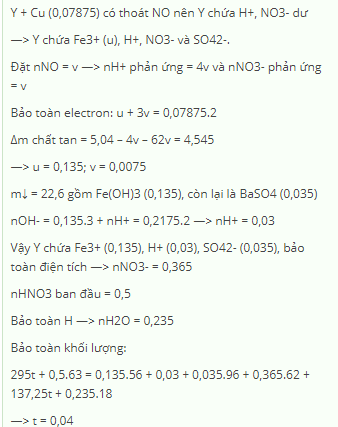 Y + Cu (0,07875) có thoát NO nên Y chứa H+, NO3- dư
—> Y chứa Fe3+ (u), H+, NO3- và SO42-.
Đặt nNO = v —> nH+ phản ứng = 4v và nNO3- phản ứng
= v
Bảo toàn electron: u + 3v = 0,07875.2
Δm chất tan = 5,04 – 4v – 62v = 4,545
—> u = 0,135; v = 0,0075
m↓ = 22,6 gồm Fe(OH)3 (0,135), còn lại là BaSO4 (0,035)
nOH- = 0,135.3 + nH+ = 0,2175.2 —> nH+ = 0,03
Vậy Y chứa Fe3+ (0,135), H+ (0,03), SO42- (0,035), bảo
toàn điện tích —> nNO3- = 0,365
nHNO3 ban đầu = 0,5
Bảo toàn H —> nH2O = 0,235
Bảo toàn khối lượng:
295t + 0,5.63 = 0,135.56 + 0,03 + 0,035.96 + 0,365.62 +
137,25t + 0,235.18
—> t = 0,04